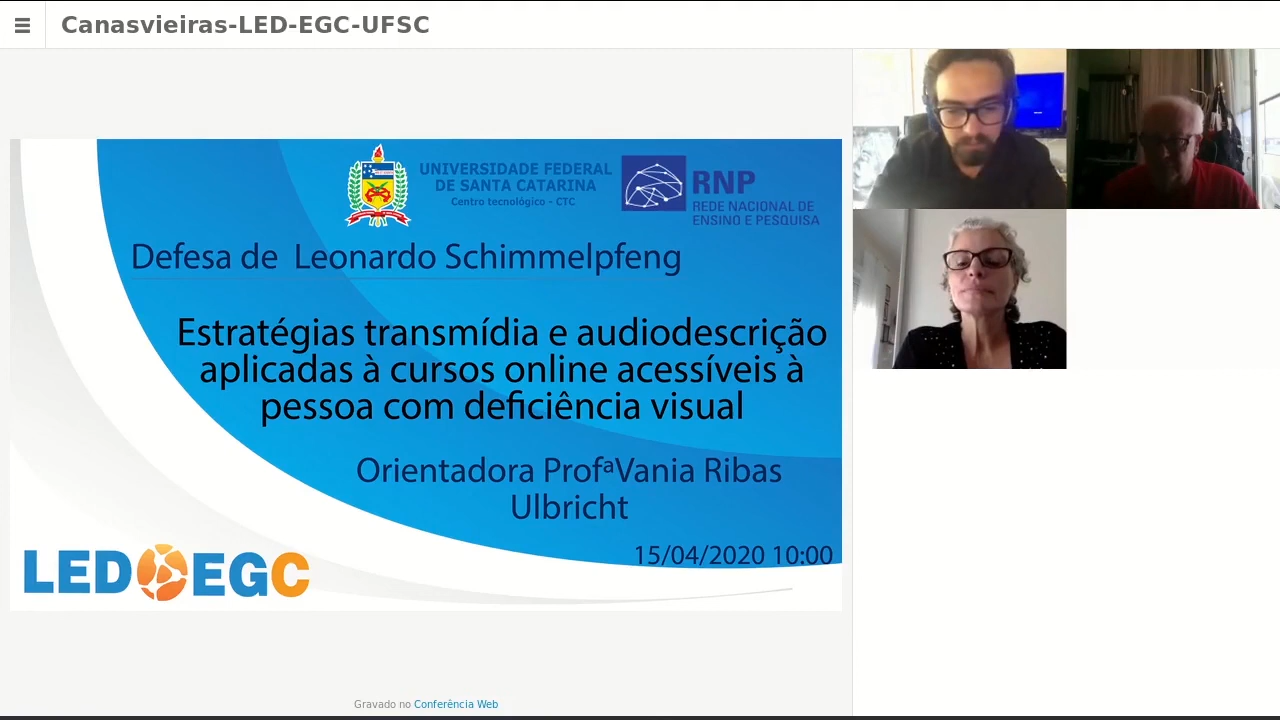 Canasvieiras-LED-EGC-UFSC
UNIVERSIDADE FEDERAL
DE SANTA CATARINA
Centro tecnológico - CTC
RNP
REDE NACIONAL DE
ENSINO E PESQUISA
Defesa de Leonardo Schimmelpfeng
Estratégias transmídia e audiodescrição
aplicadas à cursos online acessíveis à
pessoa com deficiência visual
Orientadora ProfªVania Ribas
Ulbricht
15/04/2020 10:00
LED EGC
Gravado no Conferência Web